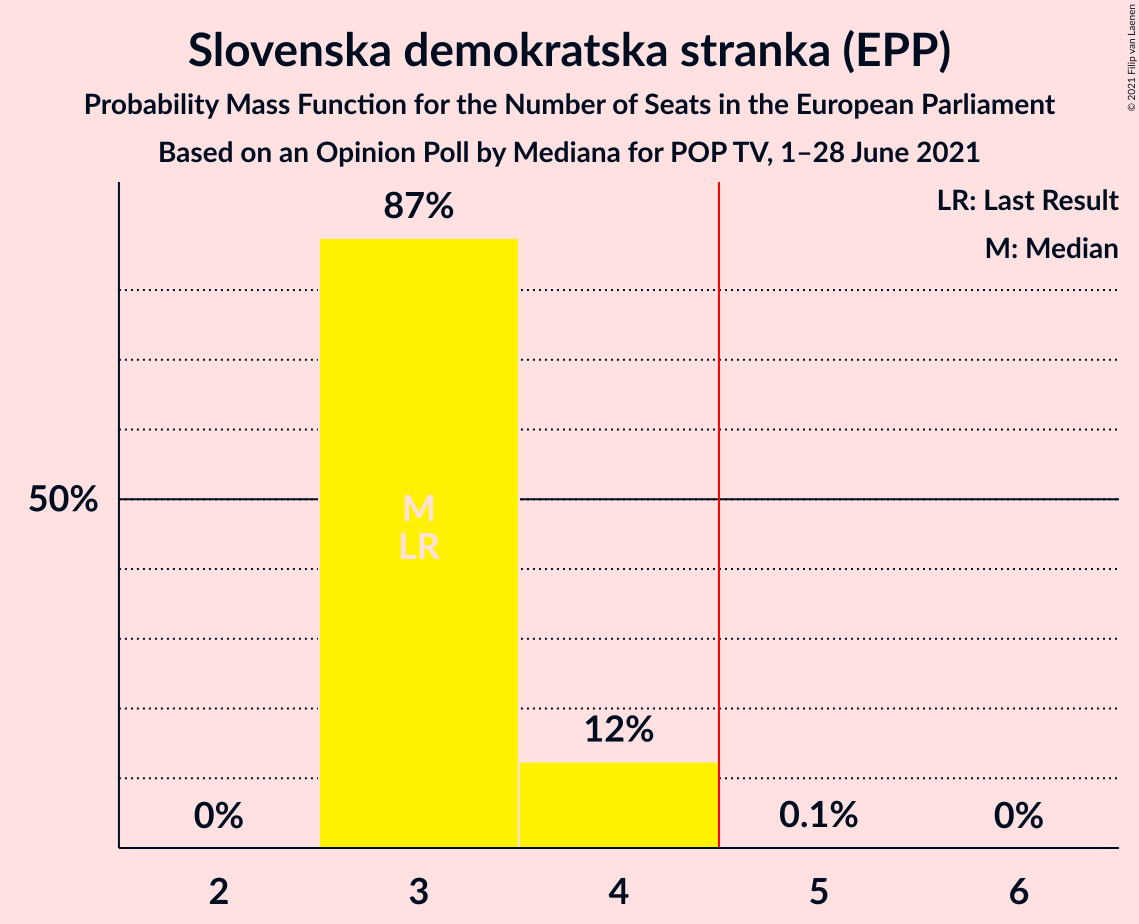 Slovenska demokratska stranka (EPP)
Probability Mass Function for the Number of Seats in the European Parliament
Based on an Opinion Poll by Mediana for POP TV, 1–28 June 2021
© 2021 Filip van Laenen
LR: Last Result
M: Median
87%
50%
M
LR
12%
0%
0.1%
0%
2 3 4 5 6